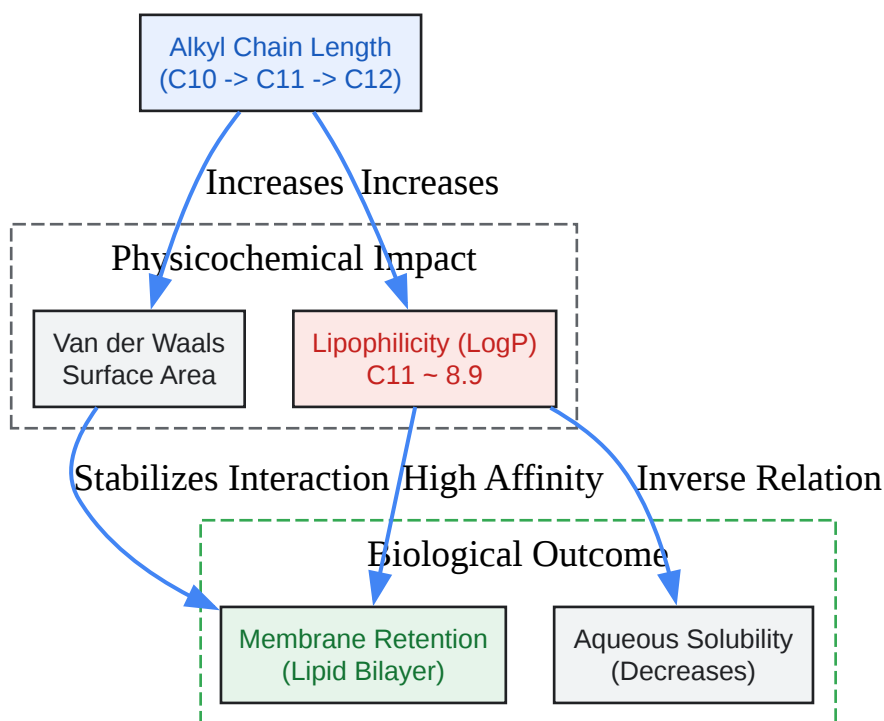 Alkyl Chain Length
(C10 -> C11 -> C12)
Increases
Increases
Physicochemical Impact
Van der Waals
Surface Area
Lipophilicity (LogP)
C11 ~ 8.9
Stabilizes Interaction
High Affinity
Inverse Relation
Biological Outcome
Membrane Retention
(Lipid Bilayer)
Aqueous Solubility
(Decreases)